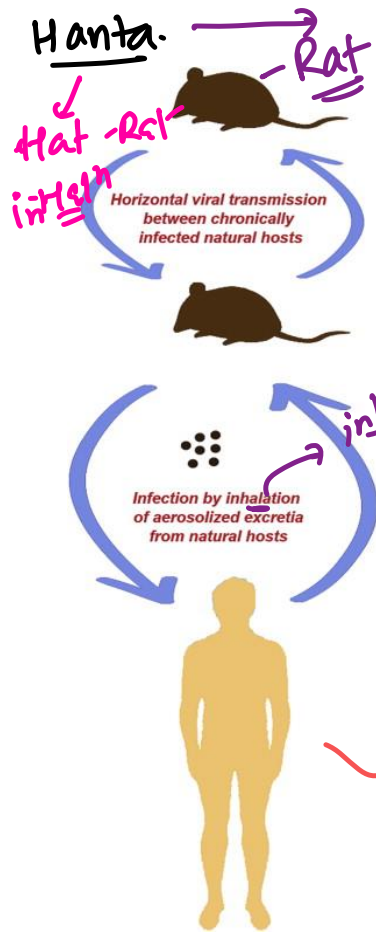 Hanta.
- Rat
Hat - Rat
inHaln
Horizontal viral transmission
between chronically
infected natural hosts
Infection by inhalation
of aerosolized excretia
from natural hosts